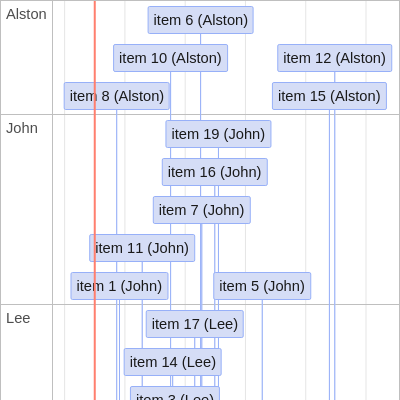 Alston
item 6 (Alston)
item 10 (Alston)
item 12 (Alston)
item 8 (Alston)
item 15 (Alston)
John
item 19 (John)
item 16 (John)
item 7 (John)
item 11 (John)
item 1 (John)
item 5 (John)
Lee
item 17 (Lee)
item 14 (Lee)
item 3 (Lee)